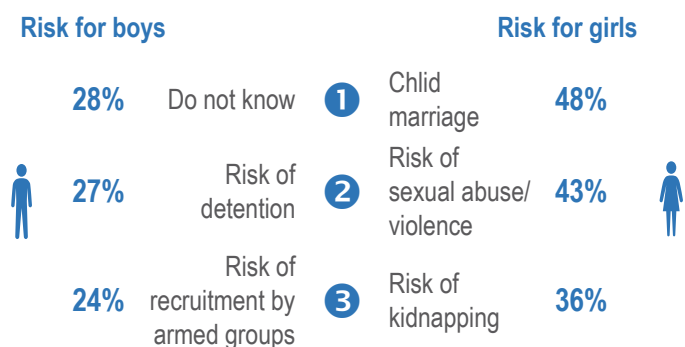 Risk for boys
Risk for girls
28%
Do not know
1
Chlid
marriage
48%
27%
Risk of
detention
2
Risk of
sexual abuse/
violence
43%
24%
Risk of
recruitment by
armed groups
3
Risk of
kidnapping
36%